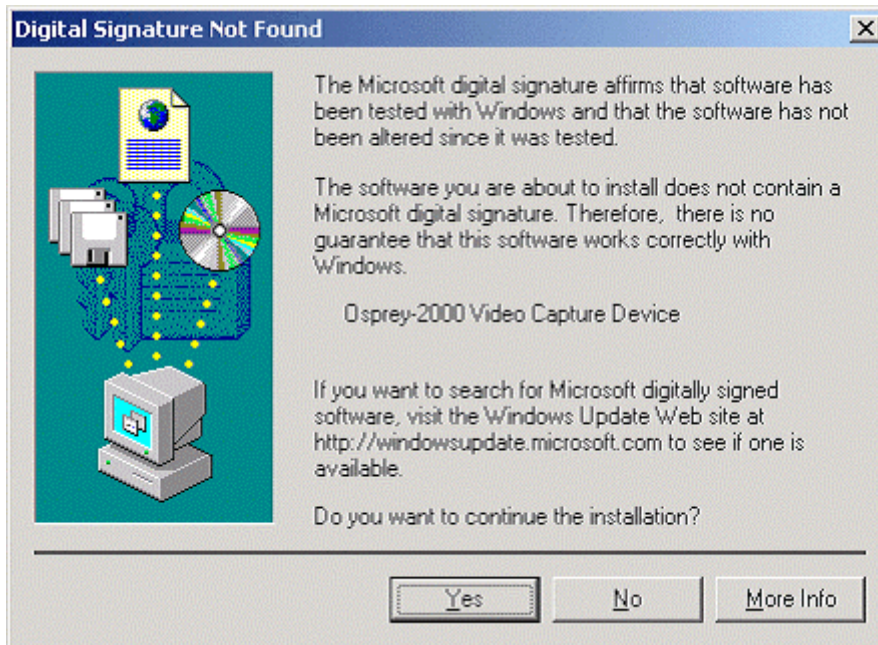 Digital Signature Not Found
The Microsoft digital signature affirms that software has
been tested with Windows and that the software has not
been altered since it was tested.
The software you are about to install does not contain a
Microsoft digital signature. Therefore,  there is no
guarantee that this software works correctly with
Windows.
Osprey-2000 Video Capture Device
If you want to search for Microsoft digitally signed
software, visit the Windows Update Web site at
http://windowsupdate.microsoft.com to see if one is
available.
Do you want to continue the installation?
Yes No More Info